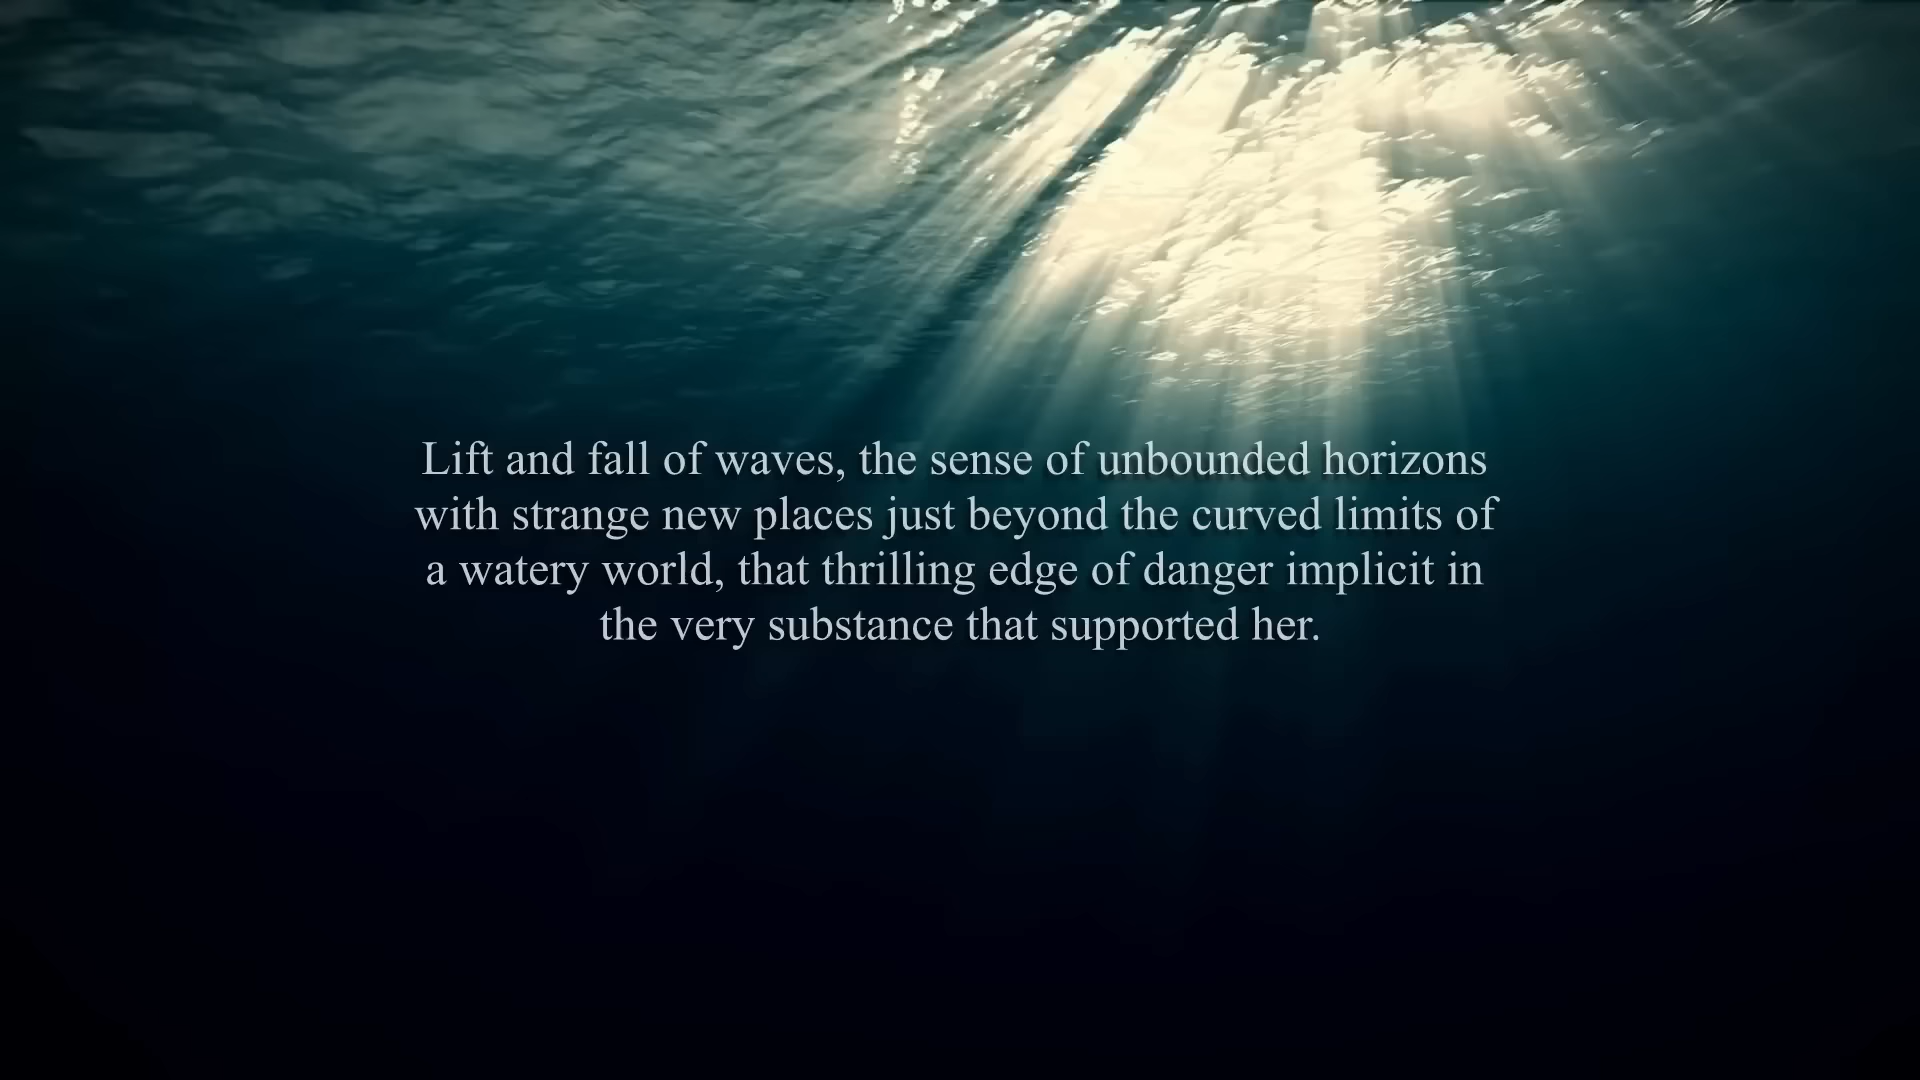 Lift and fall of waves, the sense of unbounded horizons
with strange new places just beyond the curved limits of
a watery world, that thrilling edge of danger implicit in
the very substance that supported her.